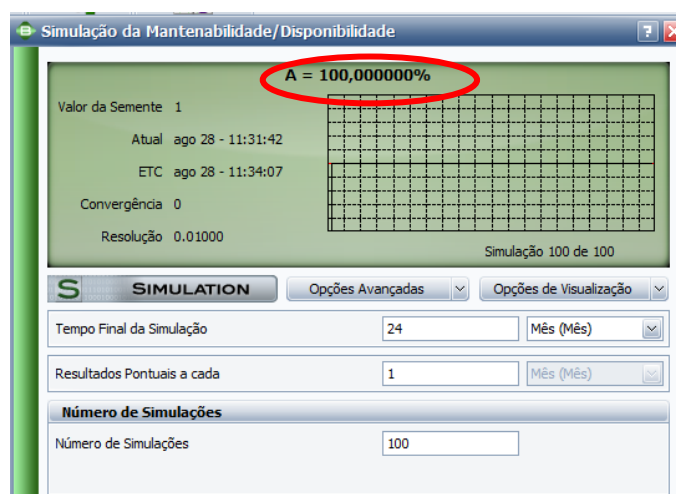 Simulação da Mantenabilidade/Disponibilidade
A = 100,000000%
Valor da Semente 1
Atual ago 28 - 11:31:42
ETC ago 28 - 11:34:07
Convergência 0
Resolução 0.01000
Simulação 100 de 100
S SIMULATION Opções Avançadas Opções de Visualização
Tempo Final da Simulação 24 Mês (Mês)
Resultados Pontuais a cada 1 Mês (Mês)
Número de Simulações
Número de Simulações 100